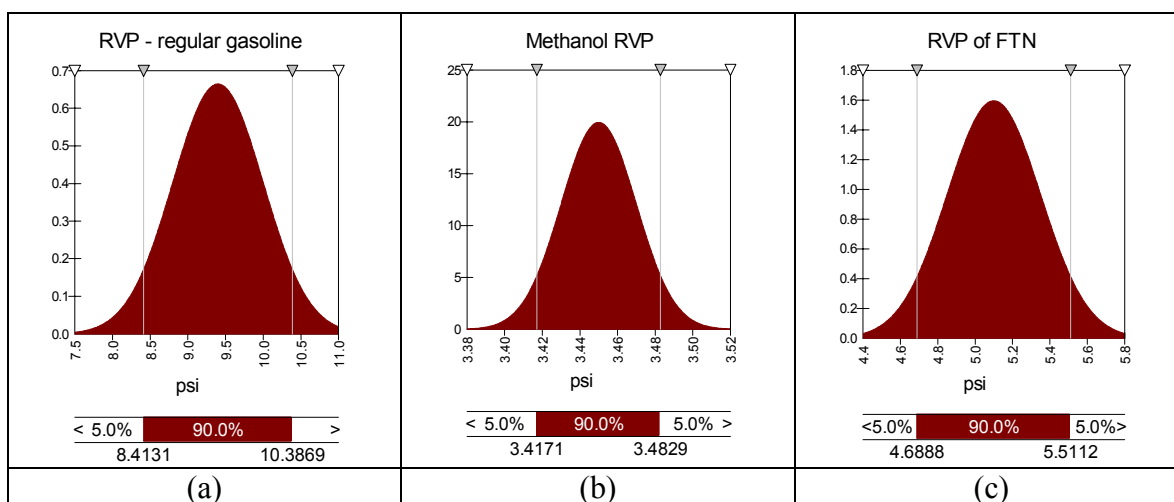 RVP - regular gasoline
0.7
0.6
0.5
0.4
0.3
0.2
0.1
0.0
7.5 8.0 8.5 9.0 9.5 10.0 10.5 11.0
psi
< 5.0% 90.0% >
8.4131 10.3869
(a)
Methanol RVP
25
20
15
10
5
0
3.38 3.40 3.42 3.44 3.46 3.48 3.50 3.52
psi
< 5.0% 90.0% 5.0% >
3.4171 3.4829
(b)
RVP of FTN
1.8
1.6
1.4
1.2
1.0
0.8
0.6
0.4
0.2
0.0
4.4 4.6 4.8 5.0 5.2 5.4 5.6 5.8
psi
<5.0% 90.0% 5.0%>
4.6888 5.5112
(c)